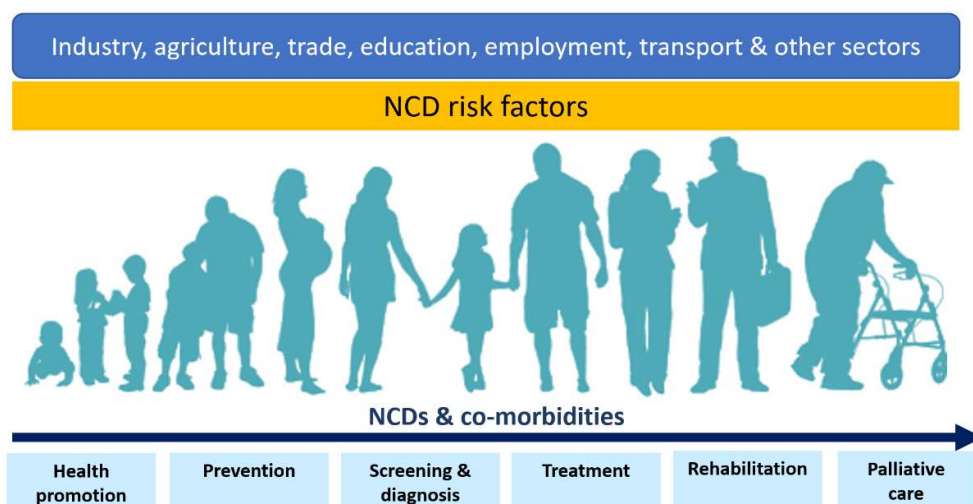 Industry, agriculture, trade, education, employment, transport & other sectors
NCD risk factors
NCDs & co-morbidities
Health
promotion
Prevention
Screening &
diagnosis
Treatment
Rehabilitation
Palliative
care